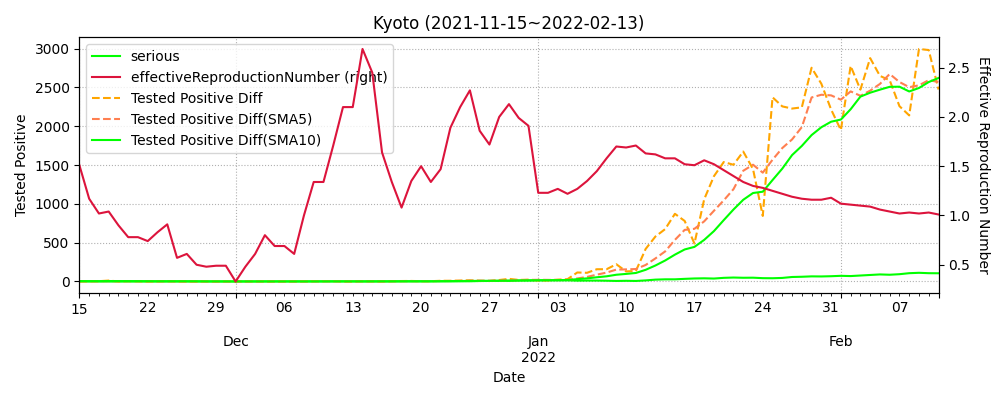 Kyoto (2021-11-15~2022-02-13)
serious
effectiveReproductionNumber (right)
Tested Positive Diff
Tested Positive Diff(SMA5)
Tested Positive Diff(SMA10)
Tested Positive
3000
2500
2000
1500
1000
500
0
Effective Reproduction Number
2.5
2.0
1.5
1.0
0.5
15 22 29 06 13 20 27 03 10 17 24 31 07
Dec Jan Feb
2022
Date